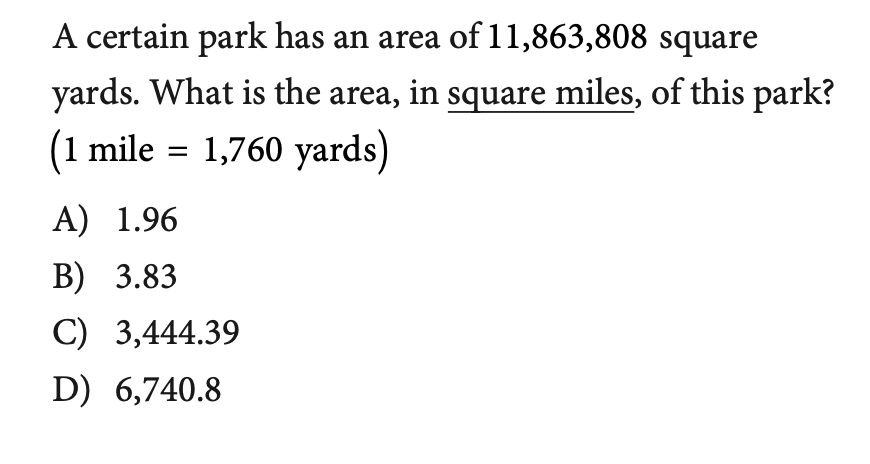 A certain park has an area of 11,863,808 square
yards. What is the area, in square miles, of this park?
(1 mile = 1,760 yards)
A) 1.96
B) 3.83
C) 3,444.39
D) 6,740.8